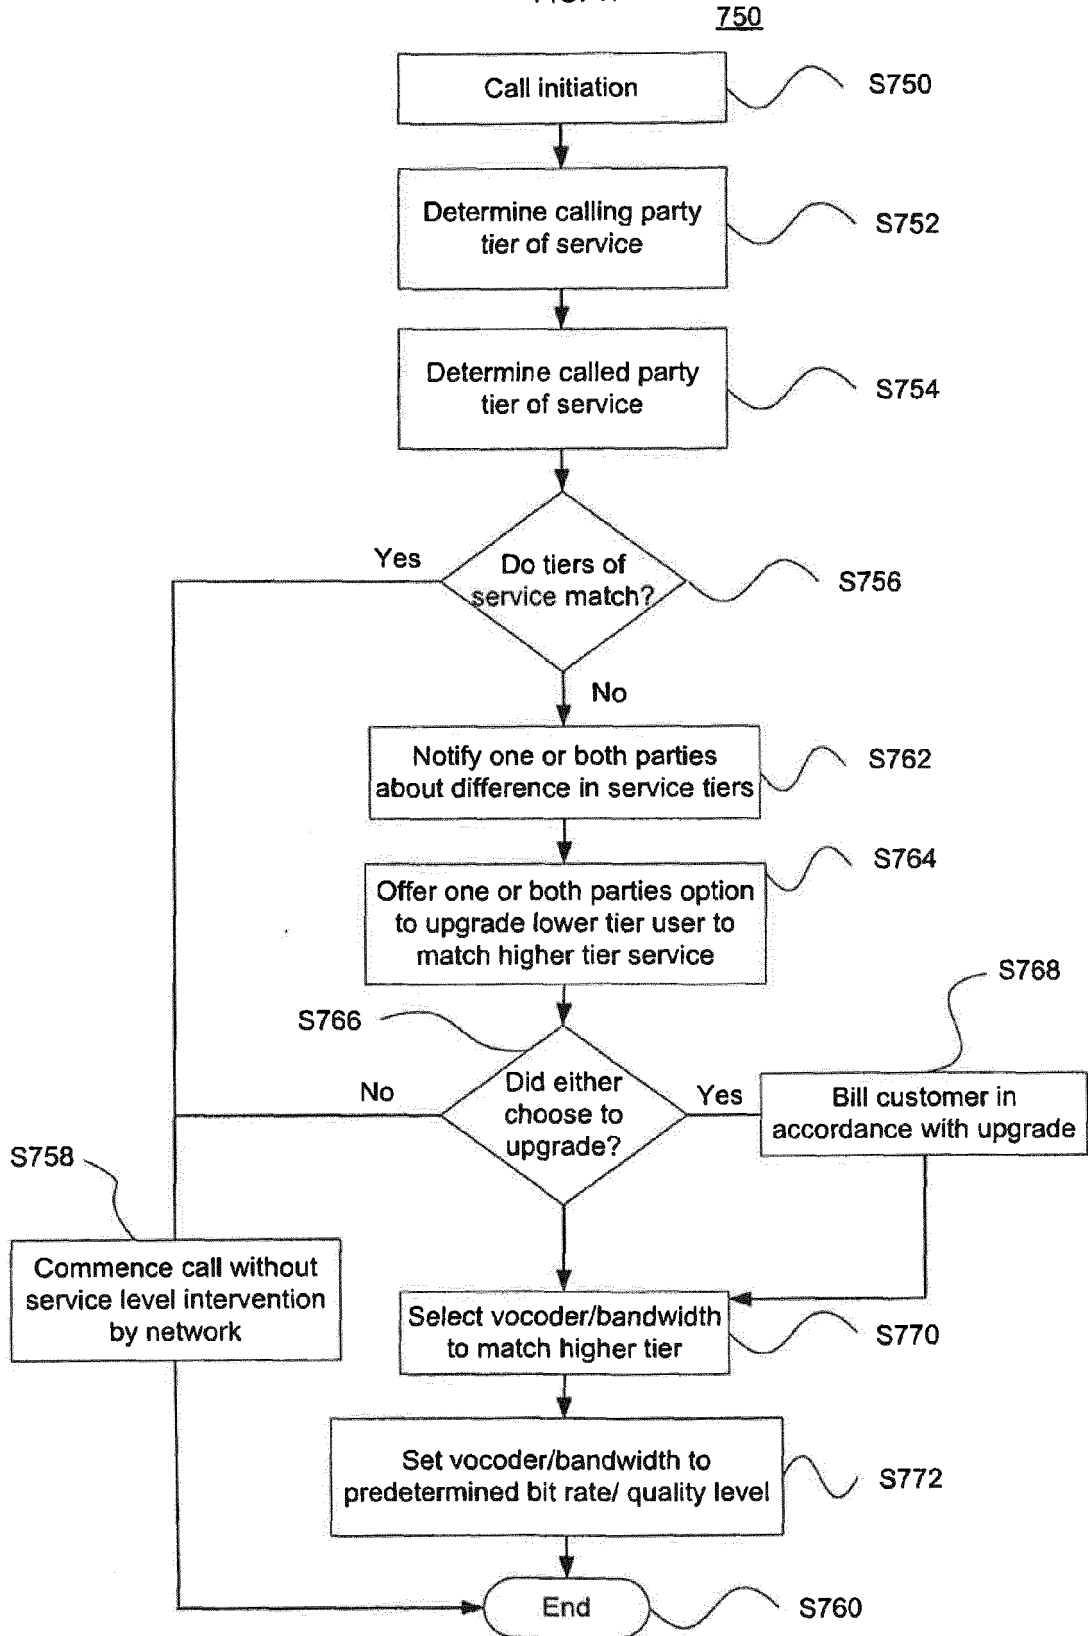 750
Call initiation
S750
Determine calling party
tier of service
S752
Determine called party
tier of service
S754
Yes
Do tiers of
service match?
S756
No
Notify one or both parties
about difference in service tiers
S762
Offer one or both parties option
to upgrade lower tier user to
match higher tier service
S764
S766
S768
No
Did either
choose to
upgrade?
Yes
Bill customer in
accordance with upgrade
S758
Commence call without
service level intervention
by network
Select vocoder/bandwidth
to match higher tier
S770
Set vocoder/bandwidth to
predetermined bit rate/ quality level
S772
End
S760